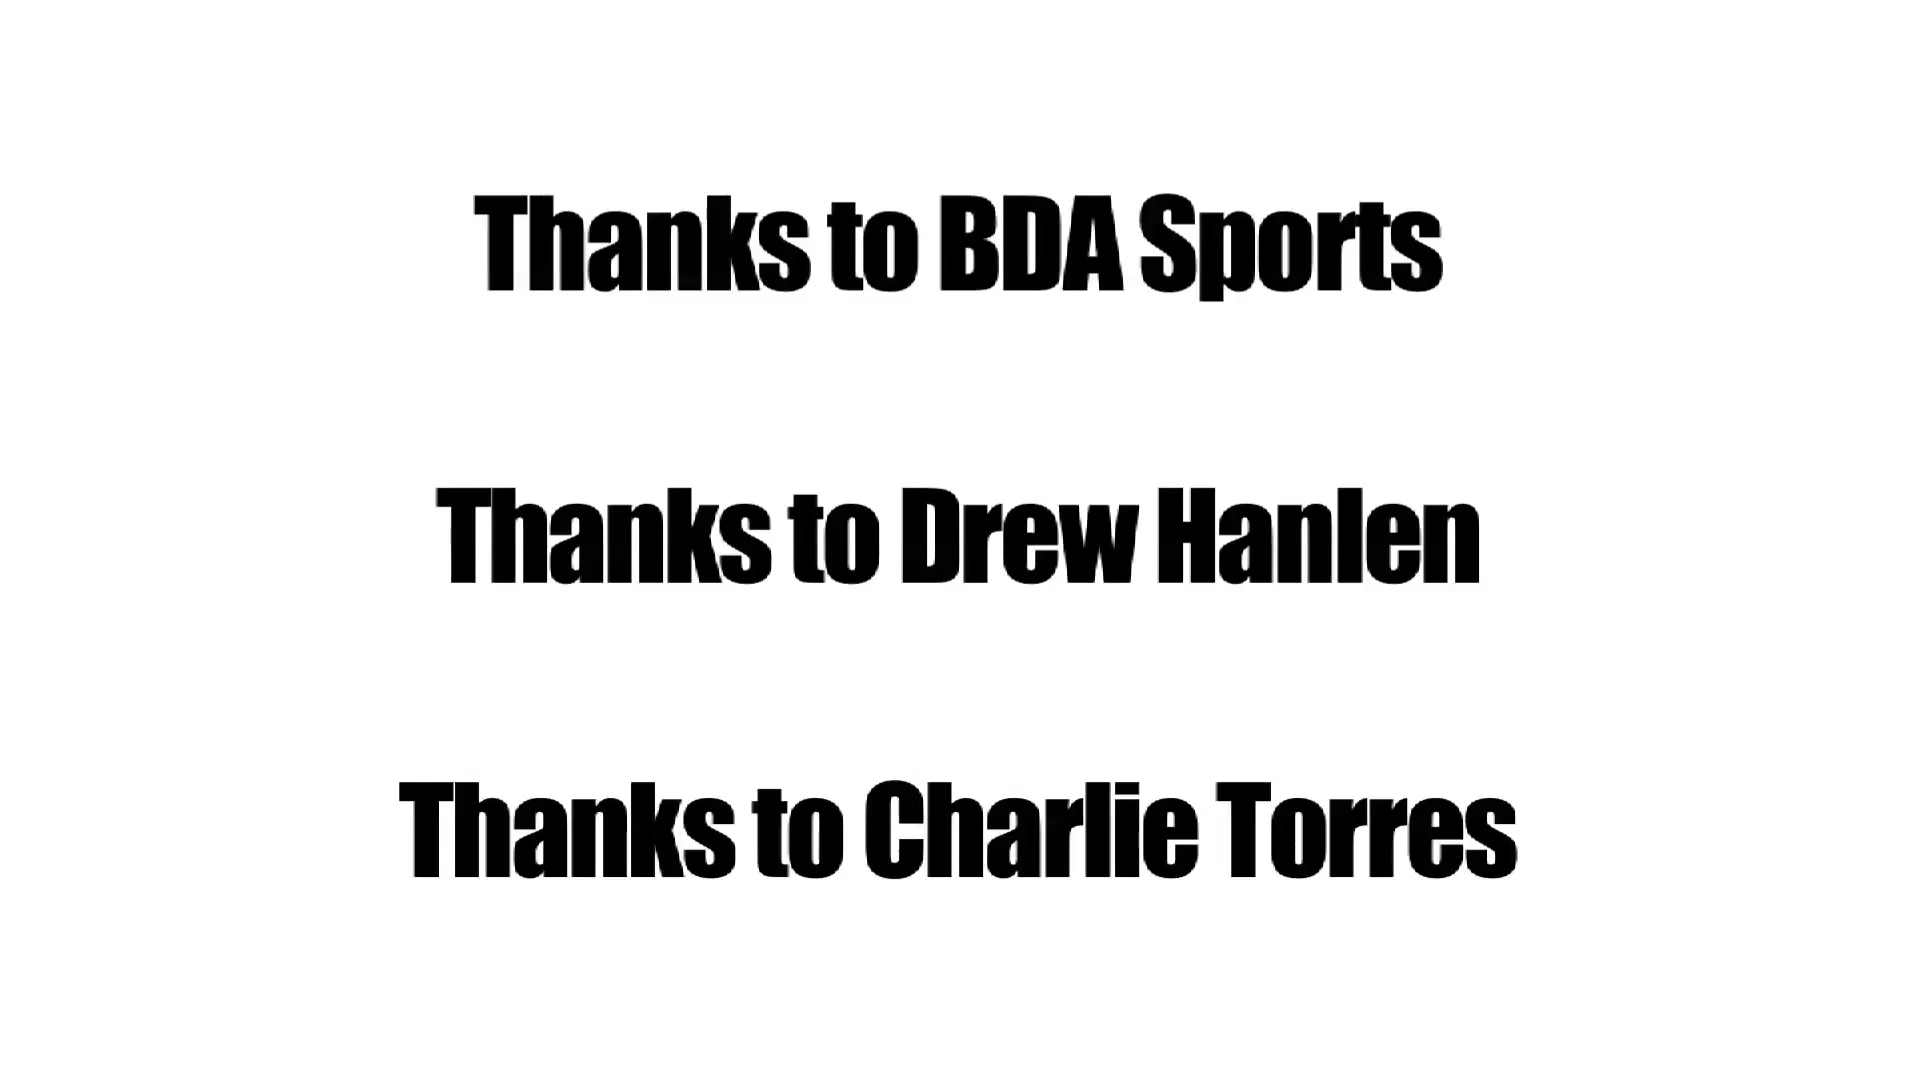 Thanks to BDA Sports
Thanks to Drew Hanlen
Thanks to Charlie Torres